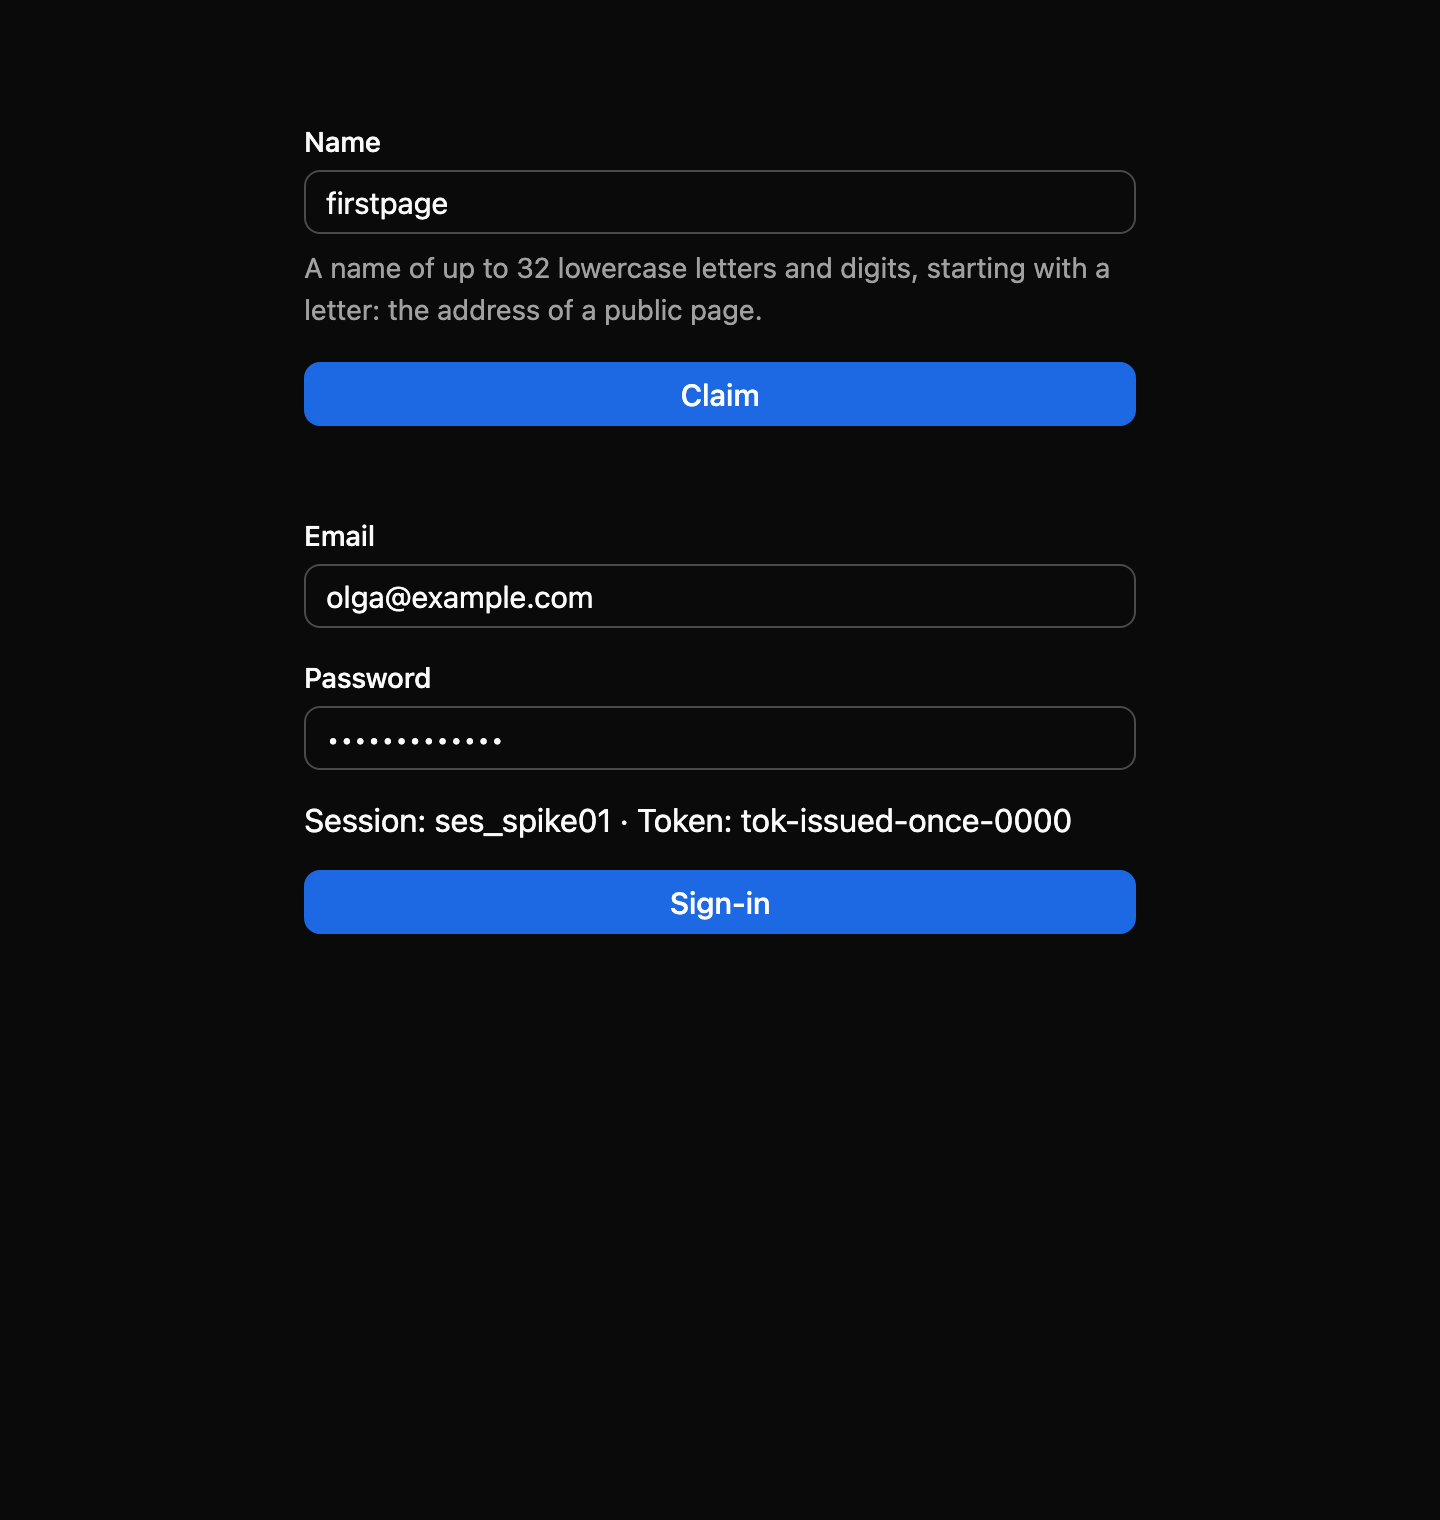 Name
firstpage
A name of up to 32 lowercase letters and digits, starting with a
letter: the address of a public page.
Claim
Email
olga@example.com
Password
•••••••••••••
Session: ses_spike01 · Token: tok-issued-once-0000
Sign-in